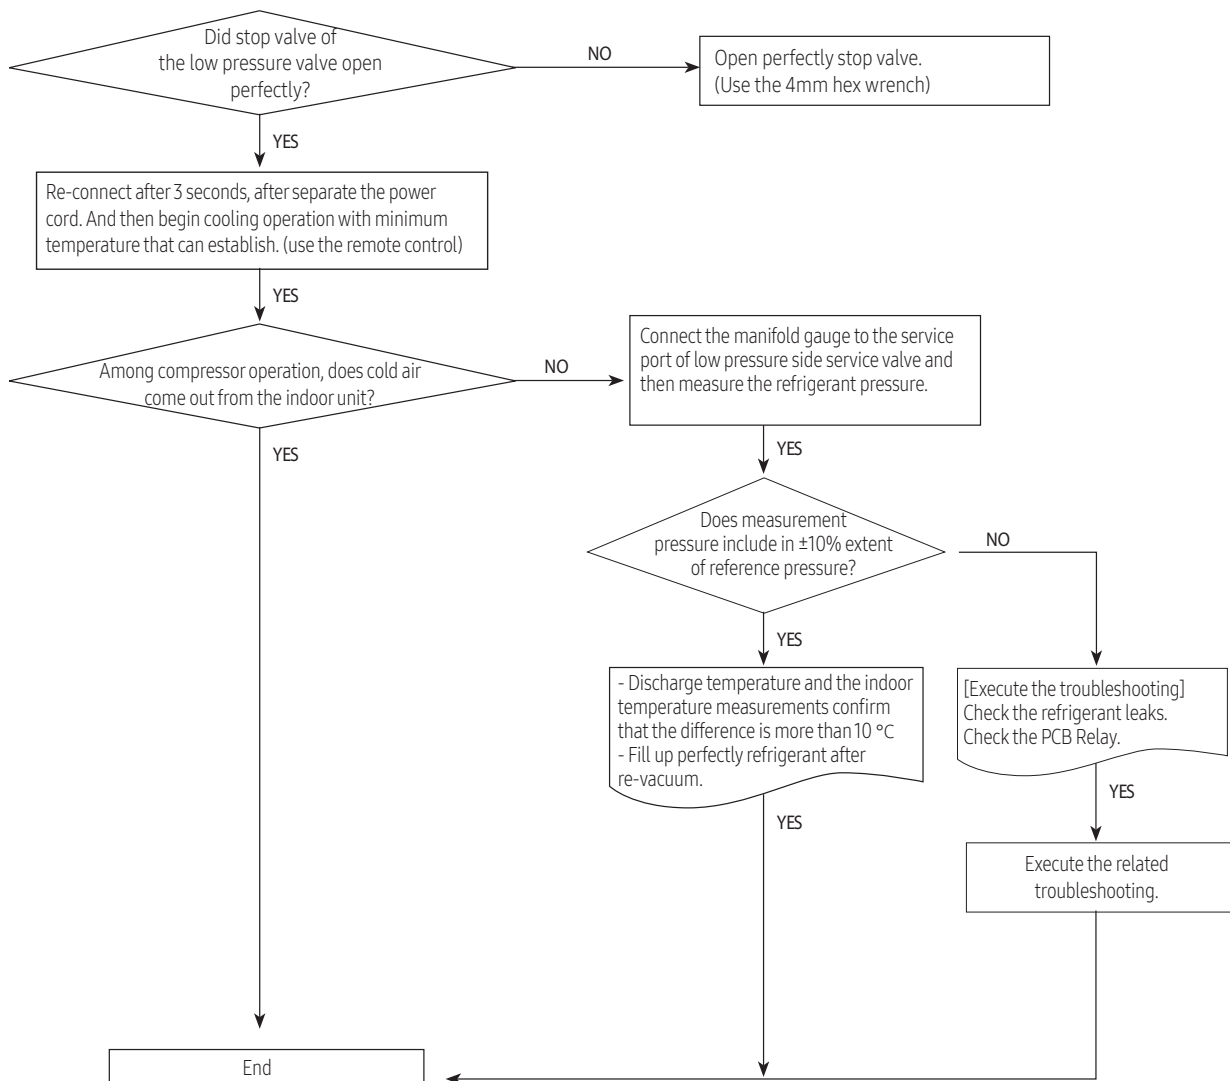 Did stop valve of
the low pressure valve open
perfectly?
NO
Open perfectly stop valve.
(Use the 4mm hex wrench)
YES
Re-connect after 3 seconds, after separate the power
cord. And then begin cooling operation with minimum
temperature that can establish. (use the remote control)
YES
Among compressor operation, does cold air
come out from the indoor unit?
NO
Connect the manifold gauge to the service
port of low pressure side service valve and
then measure the refrigerant pressure.
YES
YES
Does measurement
pressure include in ±10% extent
of reference pressure?
NO
YES
- Discharge temperature and the indoor
temperature measurements confirm
that the difference is more than 10 °C
- Fill up perfectly refrigerant after
re-vacuum.
[Execute the troubleshooting]
Check the refrigerant leaks.
Check the PCB Relay.
YES
YES
Execute the related
troubleshooting.
End